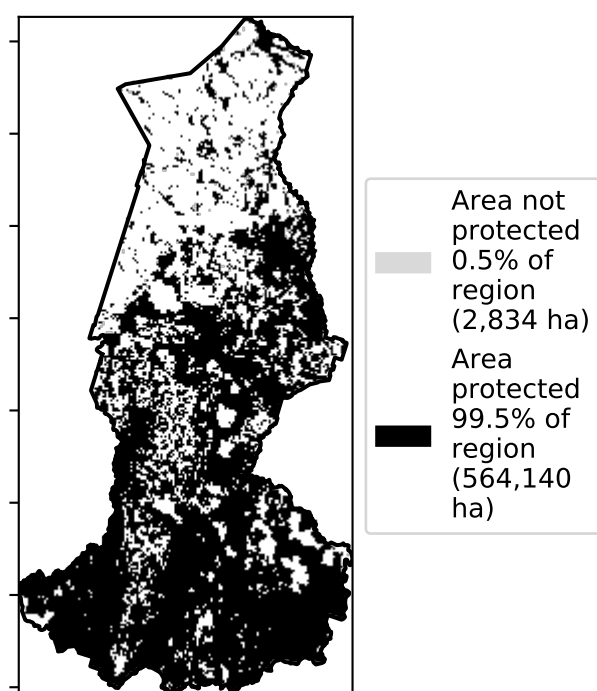 Area not
protected
0.5% of
region
(2,834 ha)
Area
protected
99.5% of
region
(564,140
ha)